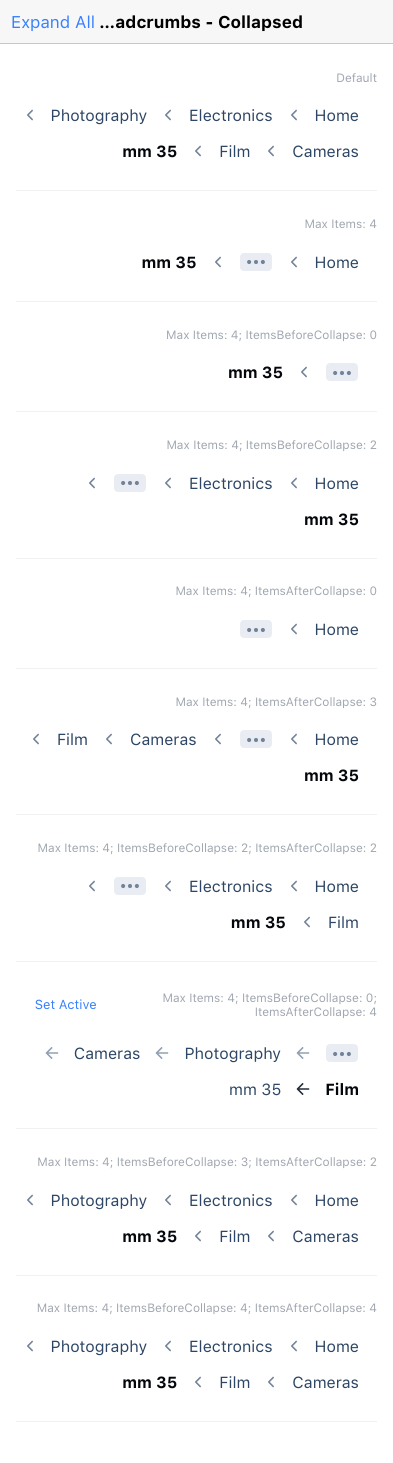 Expand All ...adcrumbs - Collapsed
Default
Photography Electronics Home
mm 35 Film Cameras
Max Items: 4
mm 35 ••• Home
Max Items: 4; ItemsBeforeCollapse: 0
mm 35 •••
Max Items: 4; ItemsBeforeCollapse: 2
••• Electronics Home
mm 35
Max Items: 4; ItemsAfterCollapse: 0
••• Home
Max Items: 4; ItemsAfterCollapse: 3
Film Cameras ••• Home
mm 35
Max Items: 4; ItemsBeforeCollapse: 2; ItemsAfterCollapse: 2
••• Electronics Home
mm 35 Film
Set Active
Max Items: 4; ItemsBeforeCollapse: 0;
ItemsAfterCollapse: 4
Cameras Photography •••
mm 35 Film
Max Items: 4; ItemsBeforeCollapse: 3; ItemsAfterCollapse: 2
Photography Electronics Home
mm 35 Film Cameras
Max Items: 4; ItemsBeforeCollapse: 4; ItemsAfterCollapse: 4
Photography Electronics Home
mm 35 Film Cameras